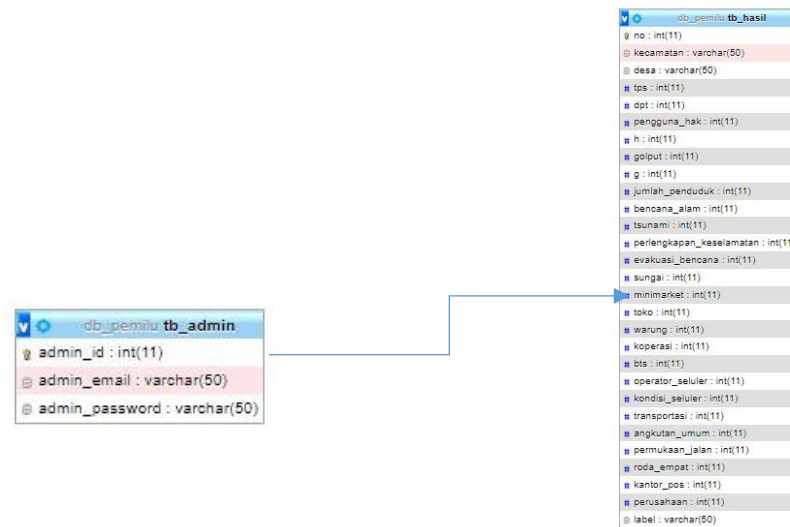 db_pemilu tb_hasil
no : int(11)
kecamatan : varchar(50)
desa : varchar(50)
tps : int(11)
dpt : int(11)
pengguna_hak : int(11)
h : int(11)
golput : int(11)
g : int(11)
jumlah_penduduk : int(11)
bencana_alam : int(11)
tsunami : int(11)
perlengkapan_keselamatan : int(11
evakuasi_bencana : int(11)
sungai : int(11)
minimarket : int(11)
toko : int(11)
warung : int(11)
koperasi : int(11)
bts : int(11)
operator_seluler : int(11)
kondisi_seluler : int(11)
transportasi : int(11)
angkutan_umum : int(11)
permukaan_jalan : int(11)
roda_empat : int(11)
kantor_pos : int(11)
perusahaan : int(11)
label : varchar(50)
db_pemilu tb_admin
admin_id : int(11)
admin_email : varchar(50)
admin_password : varchar(50)